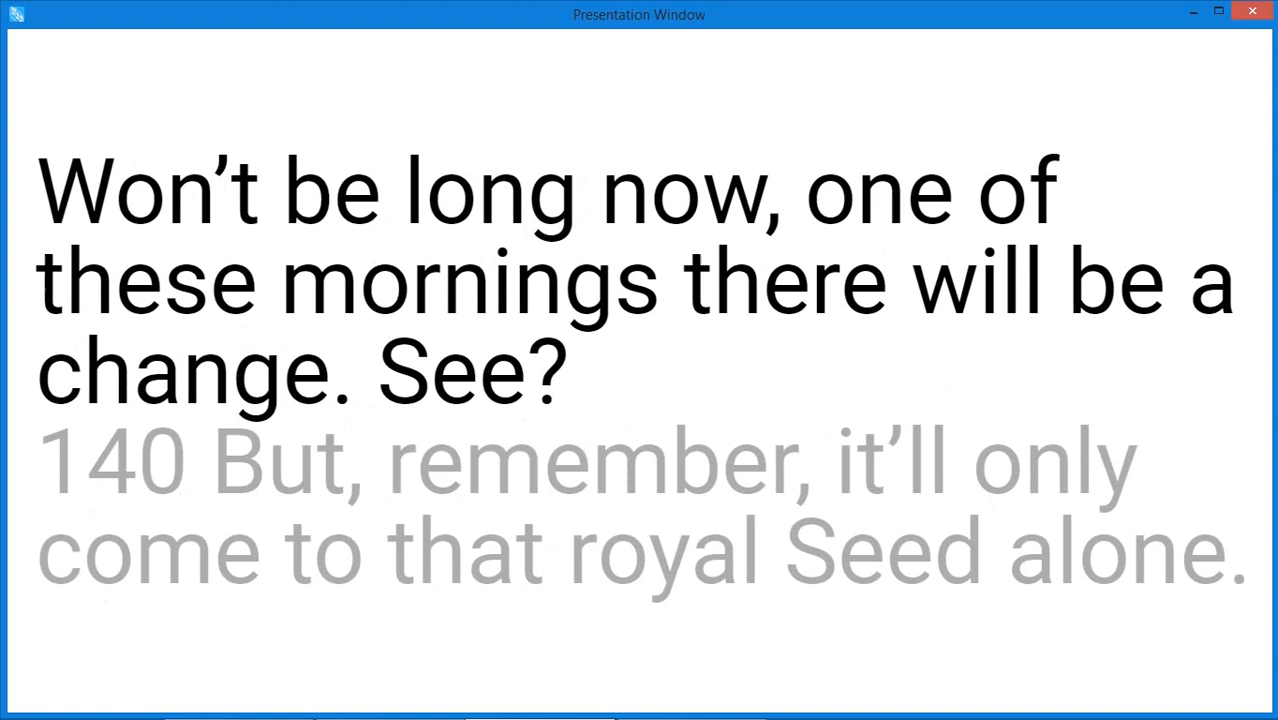 Presentation Window
Won’t be long now, one of
these mornings there will be a
change. See?
140 But, remember, it’ll only
come to that royal Seed alone.